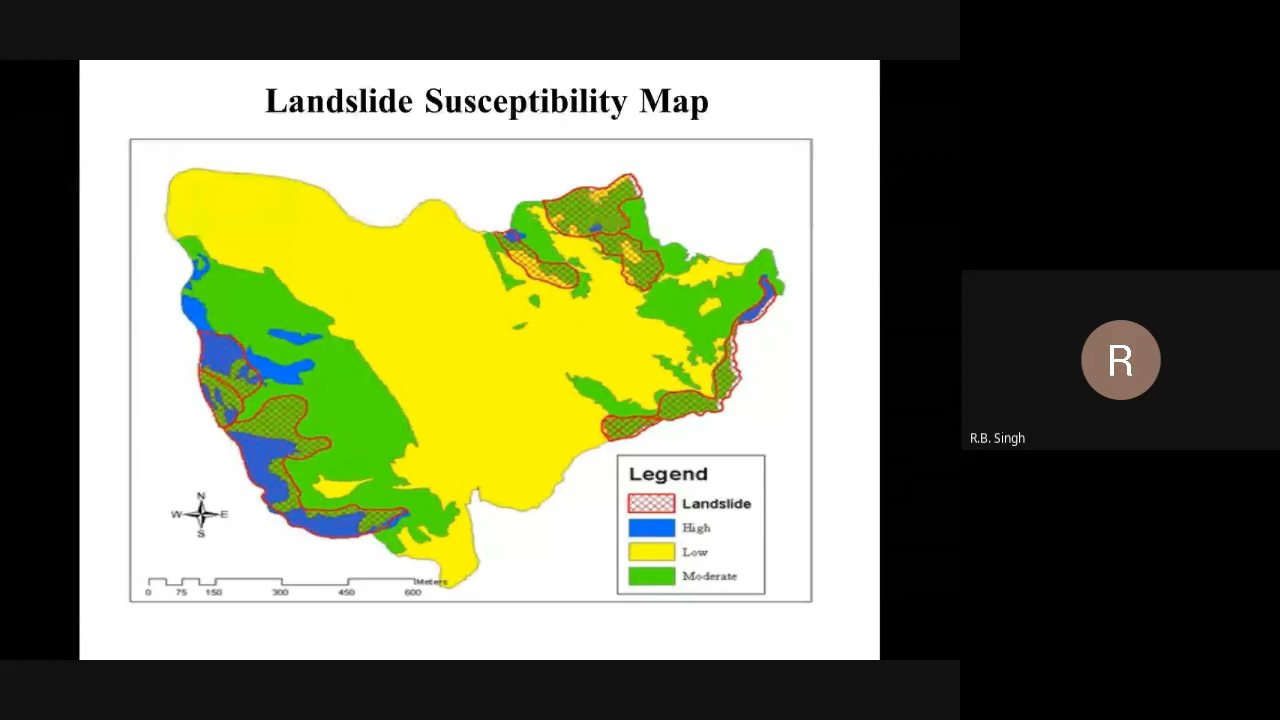 Landslide Susceptibility Map
R
R.B. Singh
Legend
Landslide
High
Low
Moderate
N
W E
S
Meters
0 75 150 300 450 600